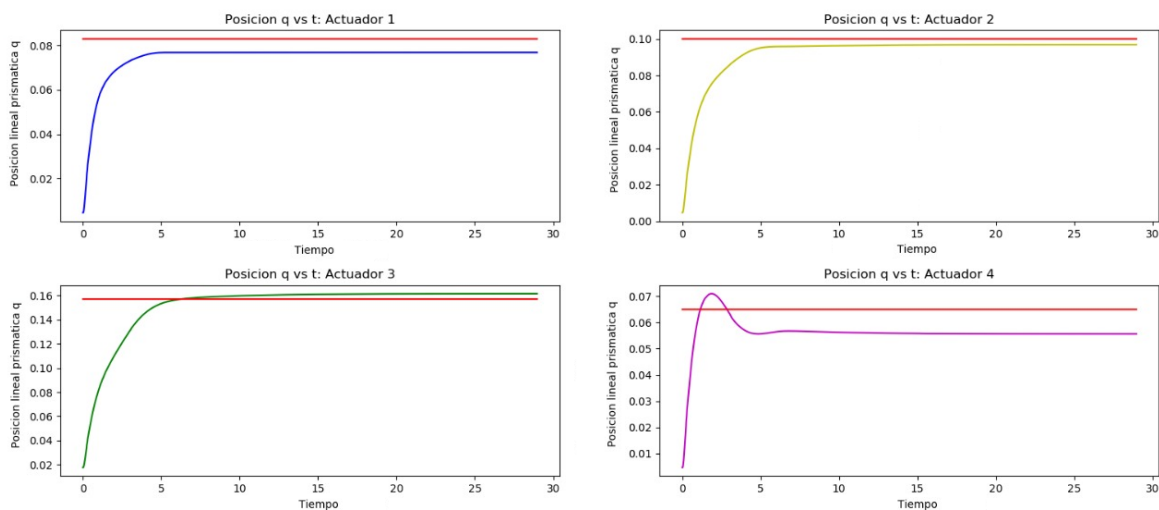 Posicion q vs t: Actuador 1
Posicion lineal prismatica q
0.08
0.06
0.04
0.02
0 5 10 15 20 25 30
Tiempo
Posicion q vs t: Actuador 2
Posicion lineal prismatica q
0.10
0.08
0.06
0.04
0.02
0.00
0 5 10 15 20 25 30
Tiempo
Posicion q vs t: Actuador 3
Posicion lineal prismatica q
0.16
0.14
0.12
0.10
0.08
0.06
0.04
0.02
0 5 10 15 20 25 30
Tiempo
Posicion q vs t: Actuador 4
Posicion lineal prismatica q
0.07
0.06
0.05
0.04
0.03
0.02
0.01
0 5 10 15 20 25 30
Tiempo